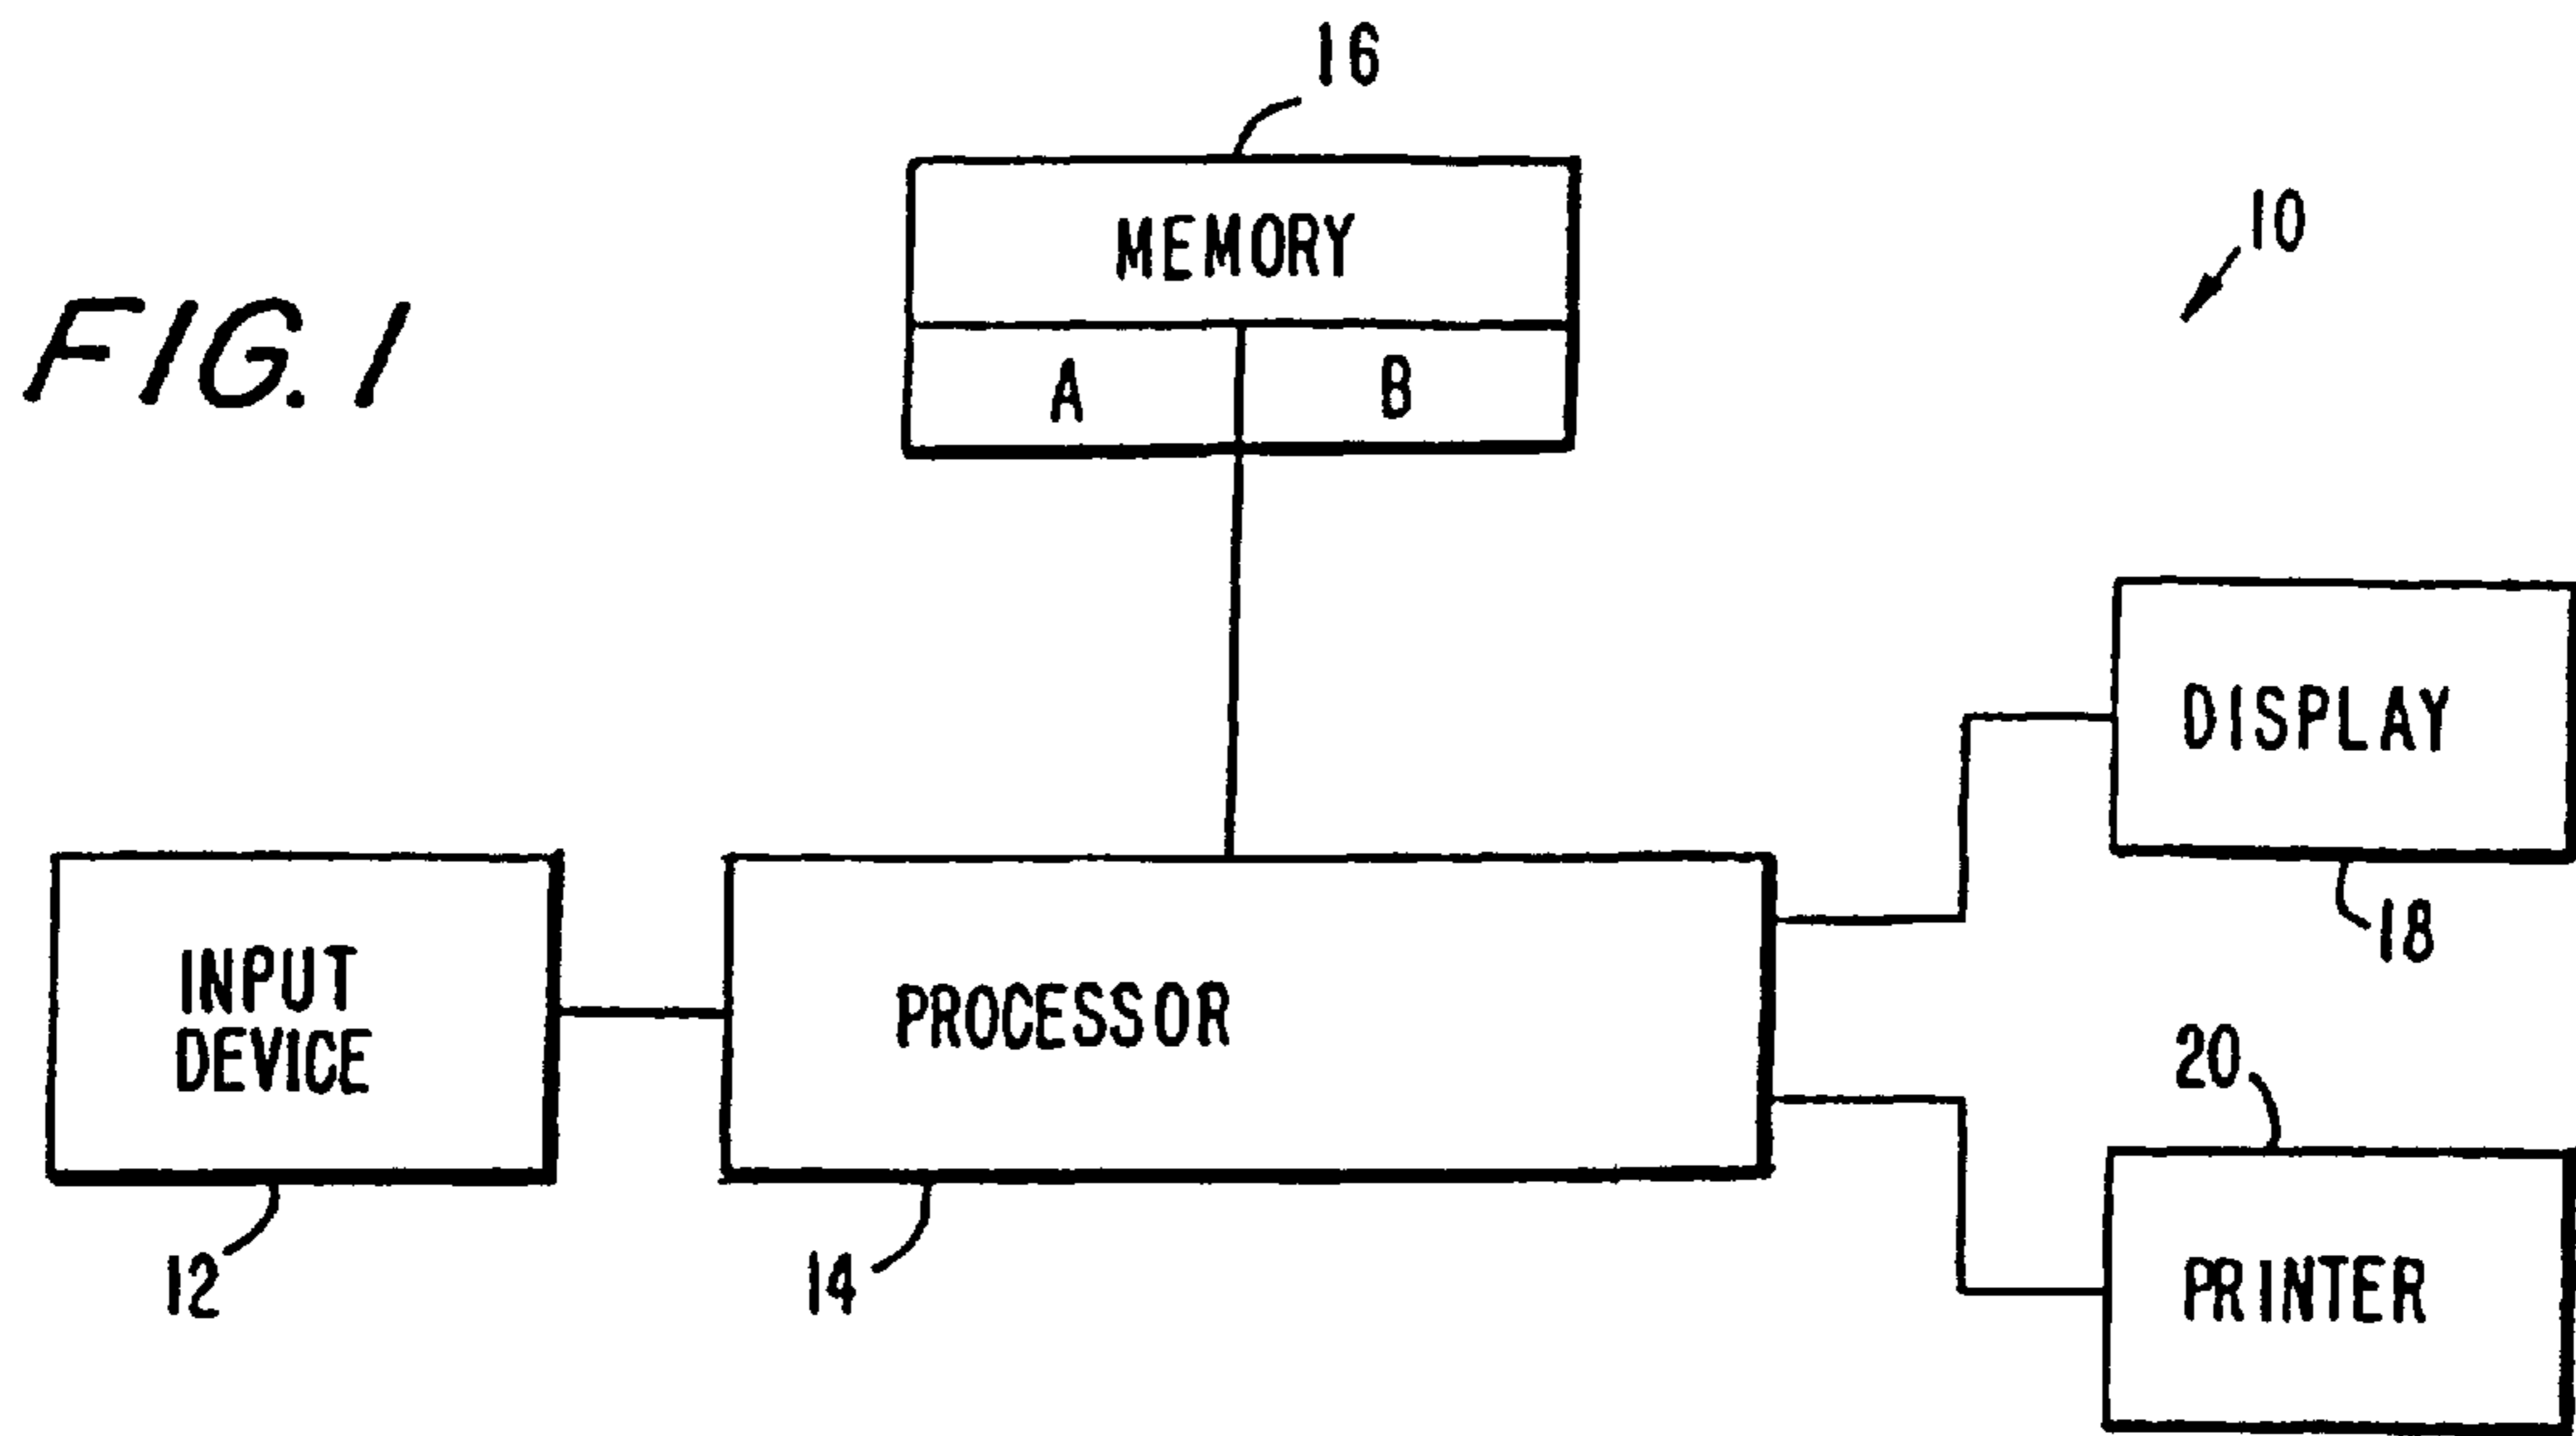 16
MEMORY
10
FIG. 1
A
B
DISPLAY
18
INPUT
DEVICE
PROCESSOR
20
12
14
PRINTER